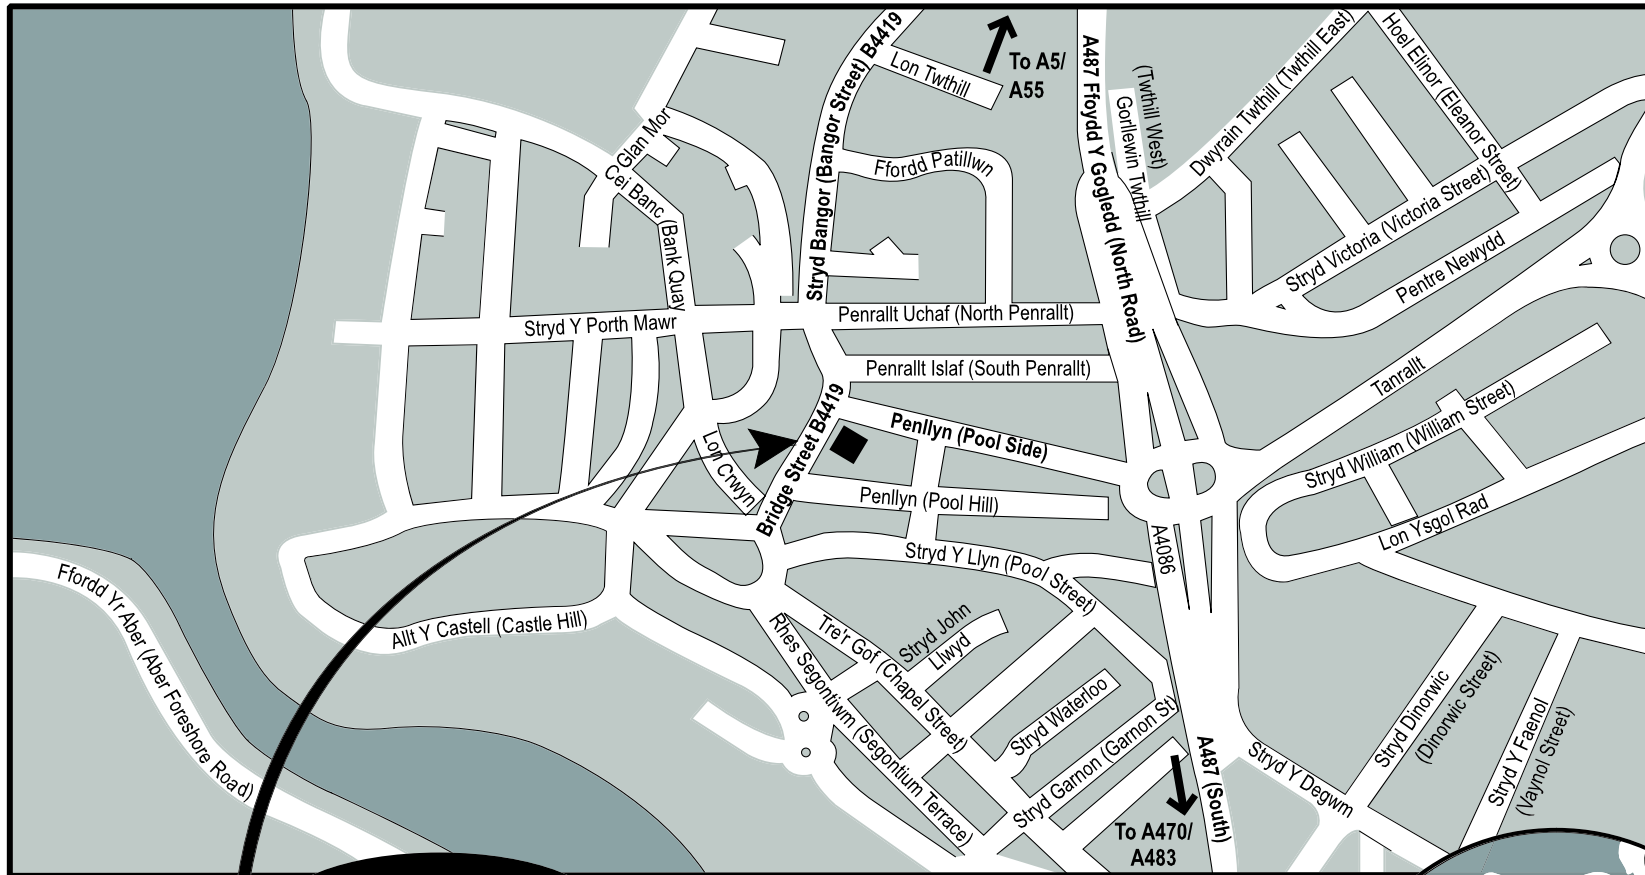 Stryd Bangor (Bangor Street) B4419
Lon Twthill
To A5/
A55
A487 Ffoydd Y Gogledd (North Road)
(Twthill West)
Gorllewin Twthill
Dwyrain Twthill (Twthill East)
Hoel Elinor (Eleanor Street)
Glan Mor
Cei Banc (Bank Quay)
Ffordd Patillwn
Stryd Victoria (Victoria Street)
Pentre Newydd
Stryd Y Porth Mawr
Penrallt Uchaf (North Penrallt)
Penrallt Islaf (South Penrallt)
Tanrallt
Bridge Street B4419
Penllyn (Pool Side)
Stryd William (William Street)
Lon Crwyn
Penllyn (Pool Hill)
Lon Ysgol Rad
A4086
Stryd Y Llyn (Pool Street)
Ffordd Yr Aber (Aber Foreshore Road)
Allt Y Castell (Castle Hill)
Rhes Segontiwm (Segontium Terrace)
Tre'r Gof (Chapel Street)
Stryd John
Llwyd
Stryd Waterloo
Stryd Garnon (Garnon St)
A487 (South)
To A470/
A483
Stryd Y Degwm
Stryd Dinorwic
(Dinorwic Street)
Stryd Y Faenol
(Vaynol Street)